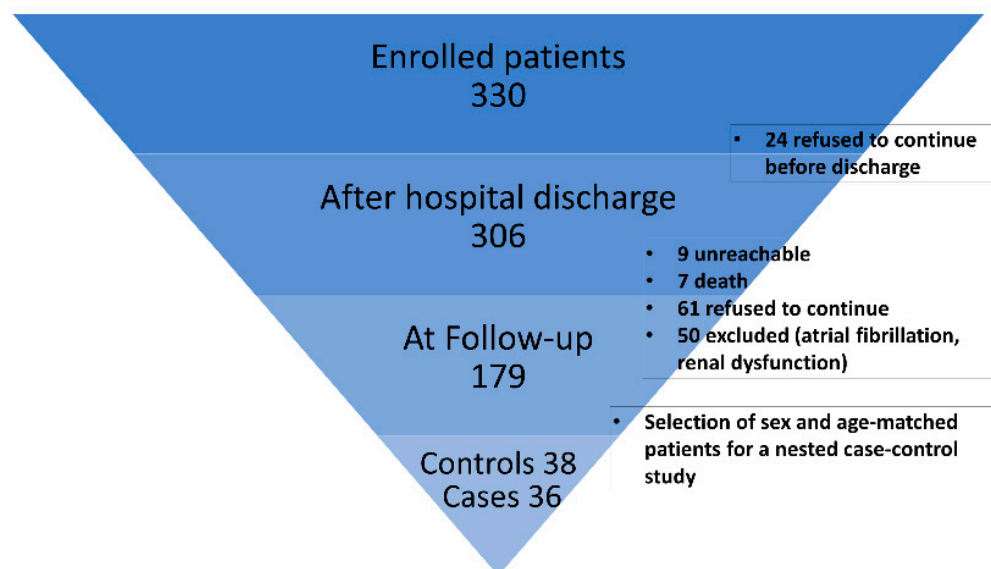 Enrolled patients
330
• 24 refused to continue
before discharge
After hospital discharge
306
• 9 unreachable
• 7 death
• 61 refused to continue
• 50 excluded (atrial fibrillation,
renal dysfunction)
At Follow-up
179
• Selection of sex and age-matched
patients for a nested case-control
study
Controls 38
Cases 36